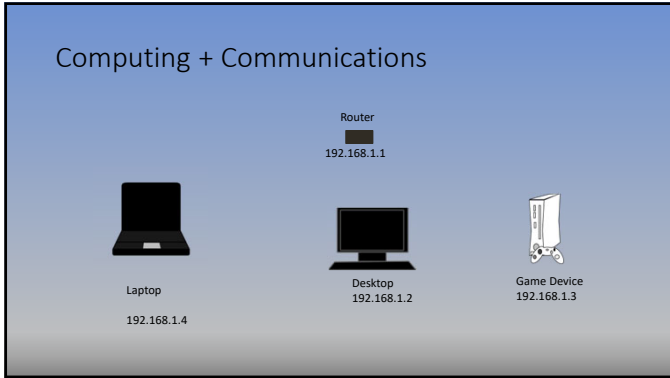 Computing + Communications
Router
192.168.1.1
Laptop
192.168.1.4
Desktop
192.168.1.2
Game Device
192.168.1.3